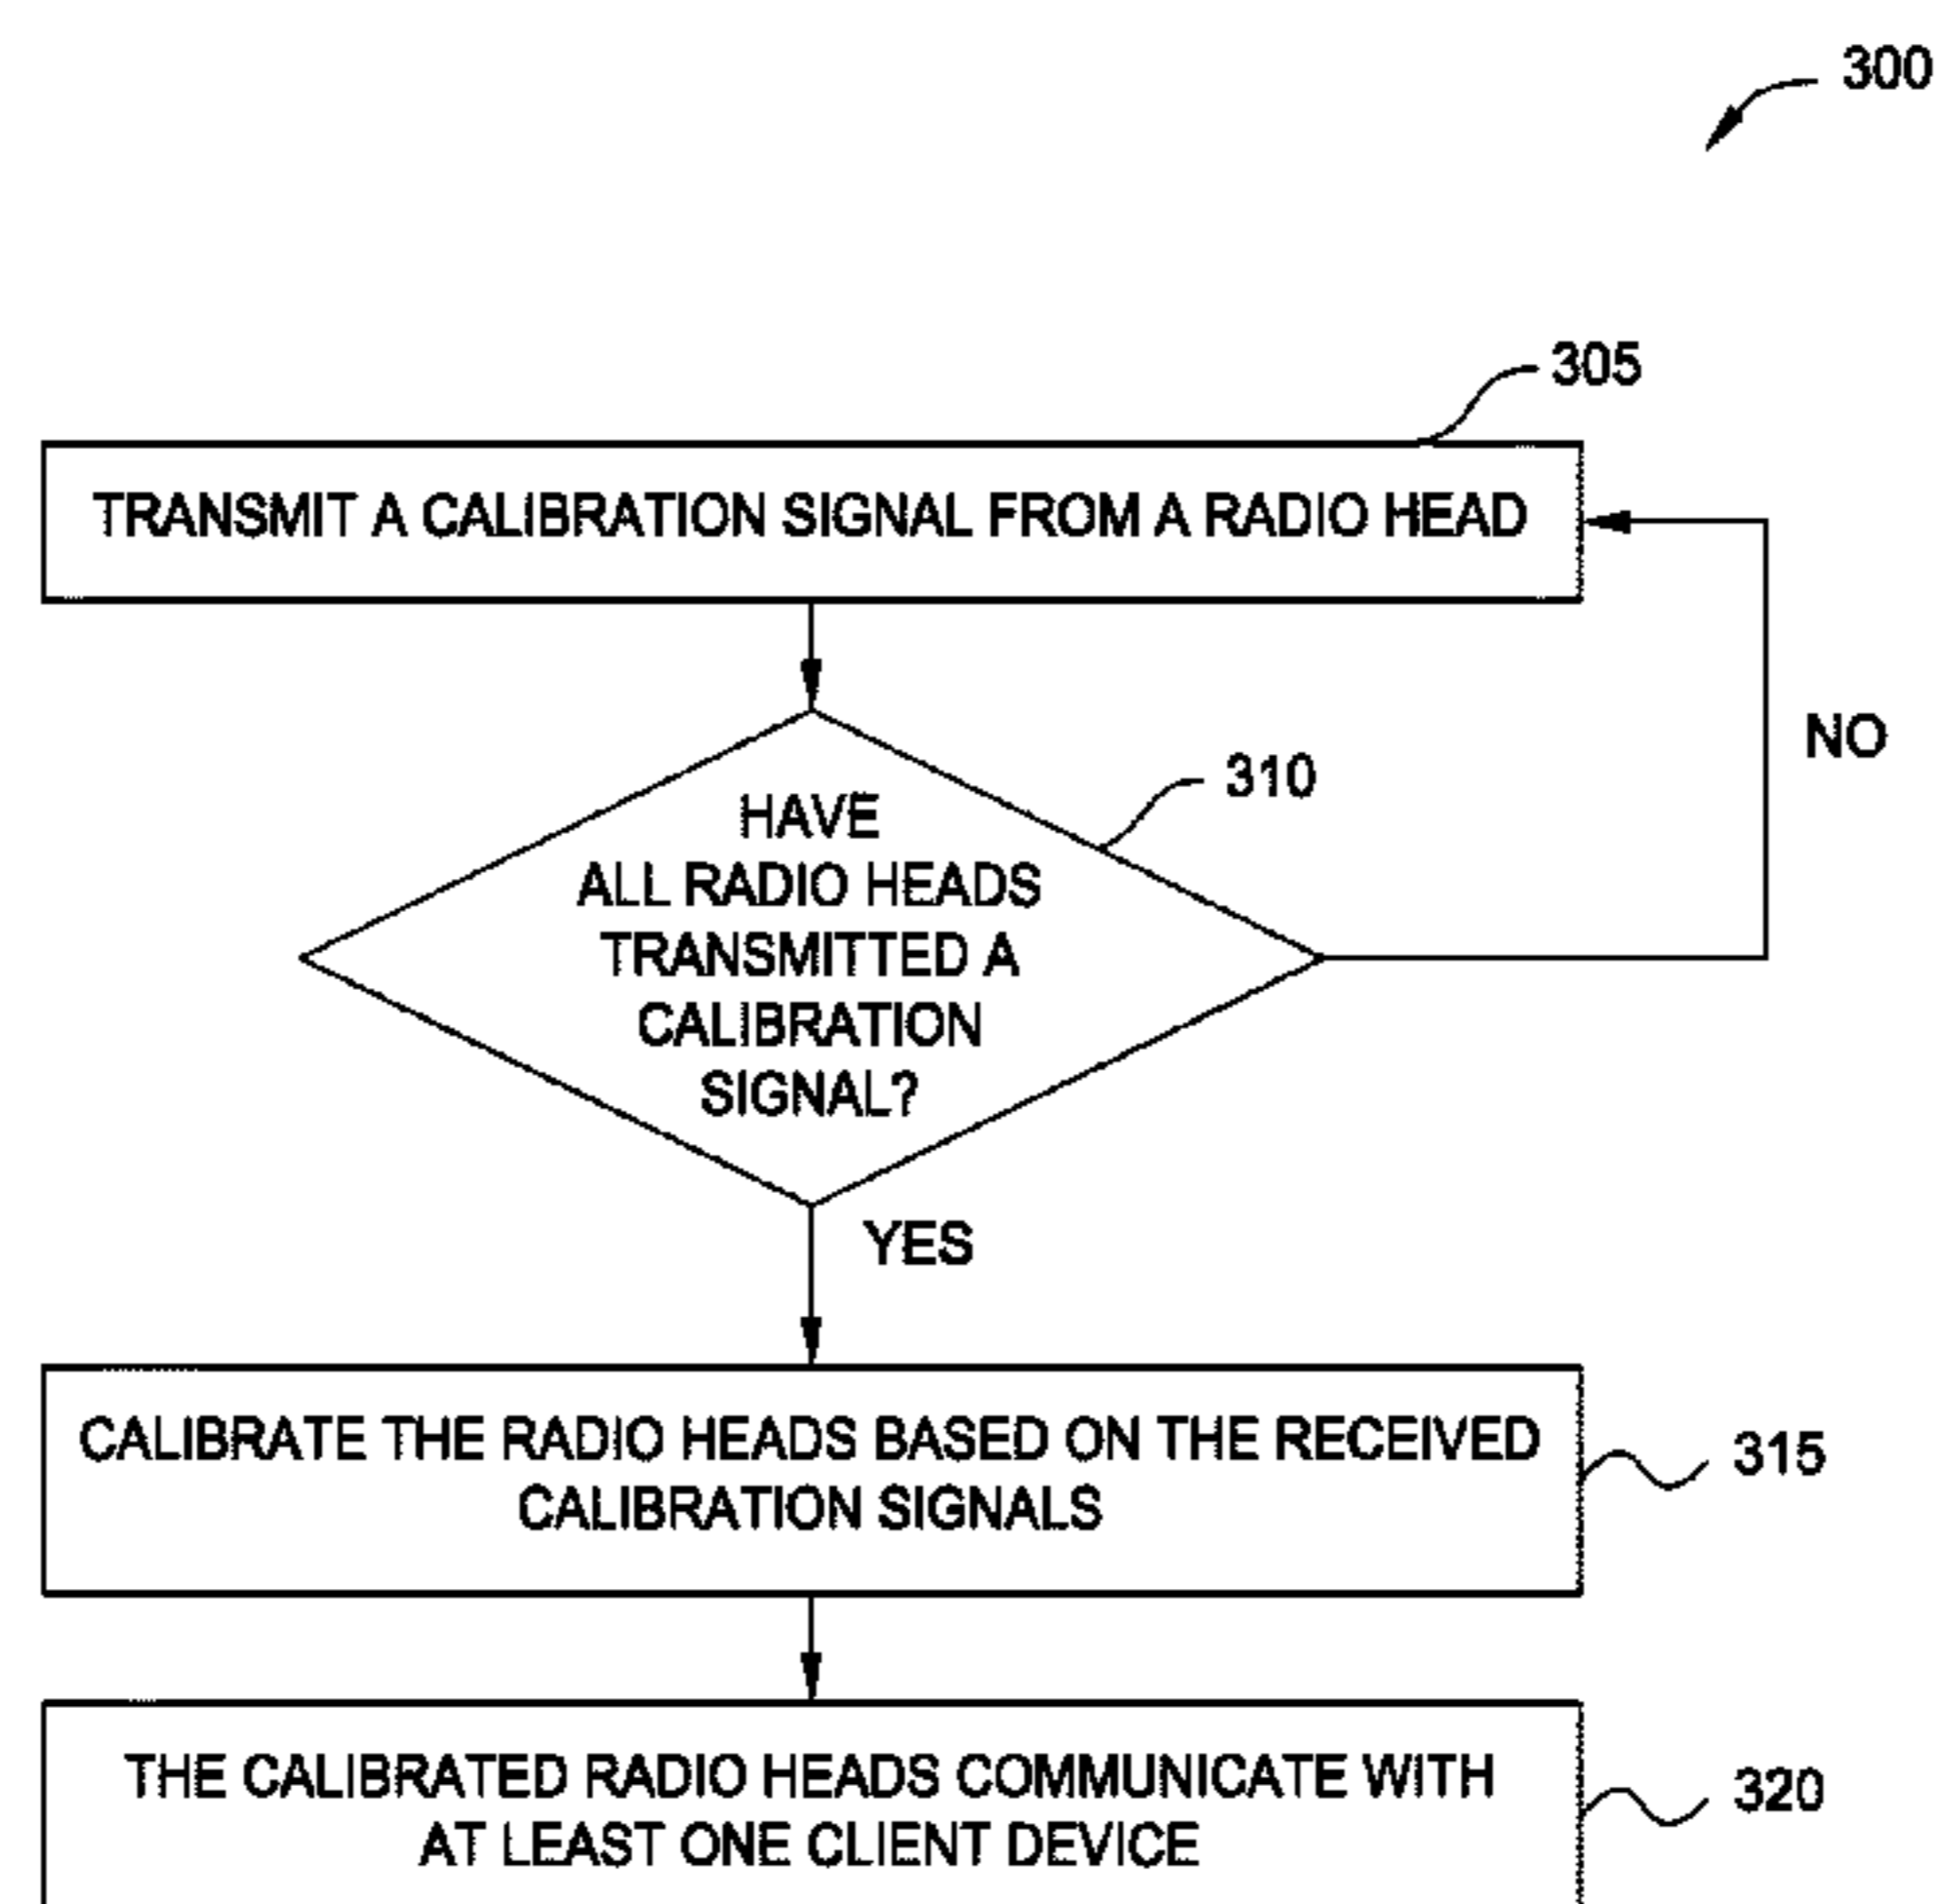 300
305
TRANSMIT A CALIBRATION SIGNAL FROM A RADIO HEAD
NO
310
HAVE
ALL RADIO HEADS
TRANSMITTED A
CALIBRATION
SIGNAL?
YES
CALIBRATE THE RADIO HEADS BASED ON THE RECEIVED
CALIBRATION SIGNALS
315
THE CALIBRATED RADIO HEADS COMMUNICATE WITH
AT LEAST ONE CLIENT DEVICE
320